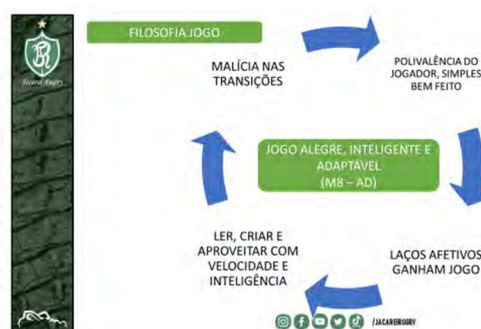 FILOSOFIA JOGO
MALÍCIA NAS
TRANSIÇÕES
POLIVALÊNCIA DO
JOGADOR, SIMPLES
BEM FEITO
JOGO ALEGRE, INTELIGENTE E
ADAPTÁVEL
(M8 – AD)
LER, CRIAR E
APROVEITAR COM
VELOCIDADE E
INTELIGÊNCIA
LAÇOS AFETIVOS
GANHAM JOGO
/JACAREIRUGBY